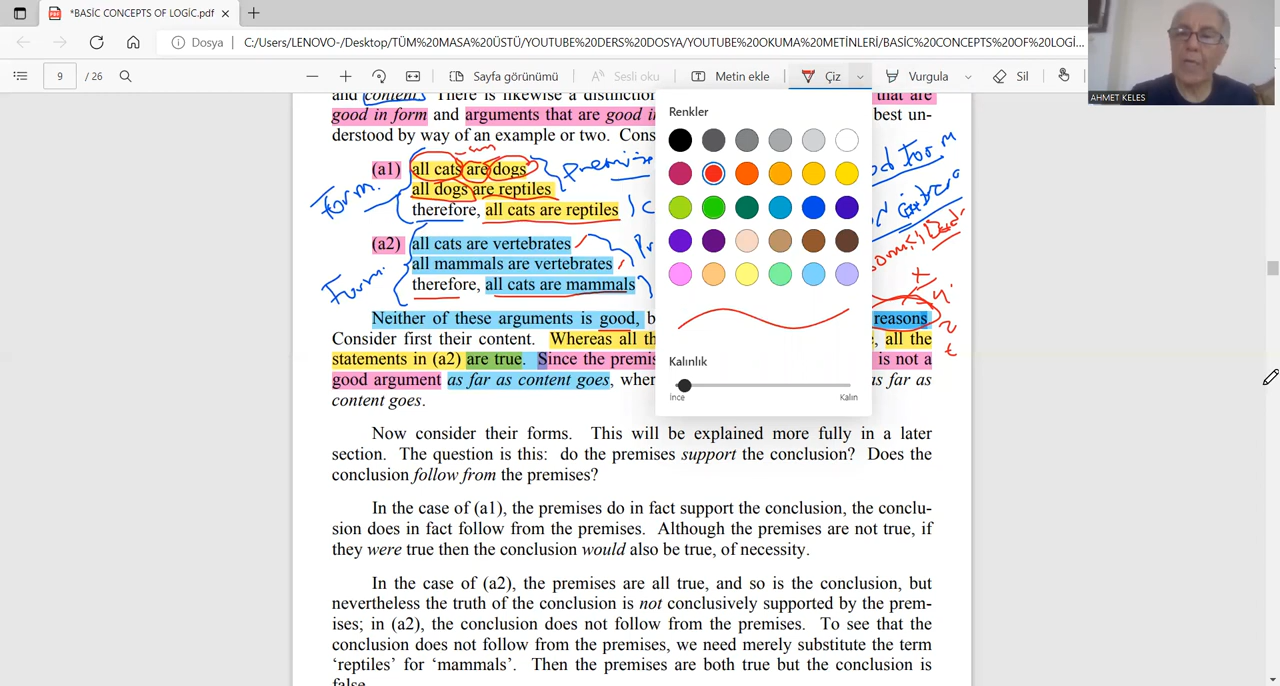 *BASİC CONCEPTS OF LOGİC.pdf
Dosya C:/Users/LENOVO-/Desktop/TÜM%20MASA%20ÜSTÜ/YOUTUBE%20DERS%20DOSYA/YOUTUBE%20OKUMA%20METİNLERİ/BASİC%20CONCEPTS%20OF%20LOGİ...
9 / 26 Sayfa görünümü Sesli oku Metin ekle Çiz Vurgula Sil
AHMET KELES
and content. There is likewise a distinction that are
good in form and arguments that are good i best un-
derstood by way of an example or two. Cons
(a1) all cats are dogs
all dogs are reptiles
therefore, all cats are reptiles
Form
(a2) all cats are vertebrates
all mammals are vertebrates
therefore, all cats are mammals
Form
Renkler
Kalınlık
İnce Kalın
Neither of these arguments is good, b reasons
Consider first their content. Whereas all th , all the
statements in (a2) are true. Since the premis is not a
good argument as far as content goes, wher as far as
content goes.
Now consider their forms. This will be explained more fully in a later
section. The question is this: do the premises support the conclusion? Does the
conclusion follow from the premises?
In the case of (a1), the premises do in fact support the conclusion, the conclu-
sion does in fact follow from the premises. Although the premises are not true, if
they were true then the conclusion would also be true, of necessity.
In the case of (a2), the premises are all true, and so is the conclusion, but
nevertheless the truth of the conclusion is not conclusively supported by the prem-
ises; in (a2), the conclusion does not follow from the premises. To see that the
conclusion does not follow from the premises, we need merely substitute the term
'reptiles' for 'mammals'. Then the premises are both true but the conclusion is
false.